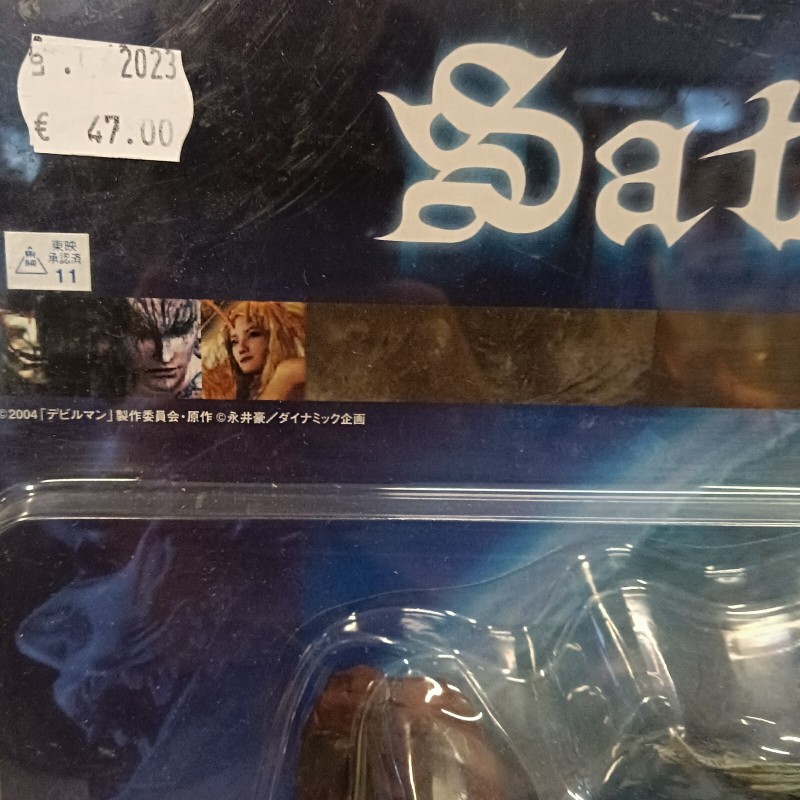 2023
€ 47.00
Sat
東映
承認済
11
©2004「デビルマン」製作委員会・原作 ©永井豪／ダイナミック企画